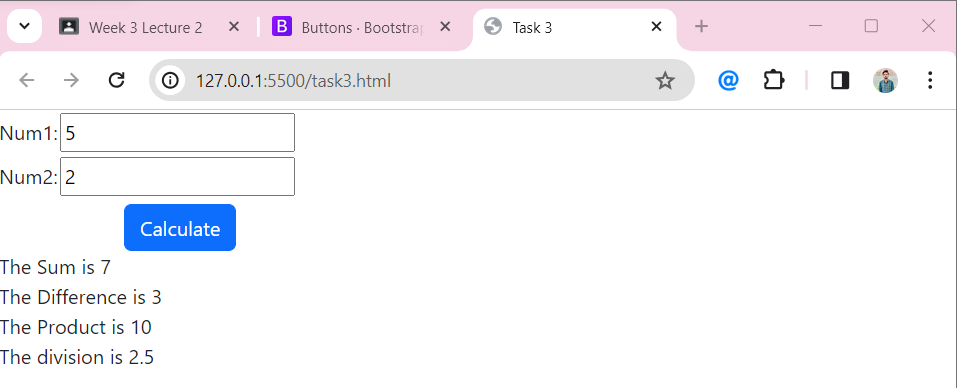 Week 3 Lecture 2
B Buttons · Bootstrap
Task 3
127.0.0.1:5500/task3.html
Num1: 5
Num2: 2
Calculate
The Sum is 7
The Difference is 3
The Product is 10
The division is 2.5